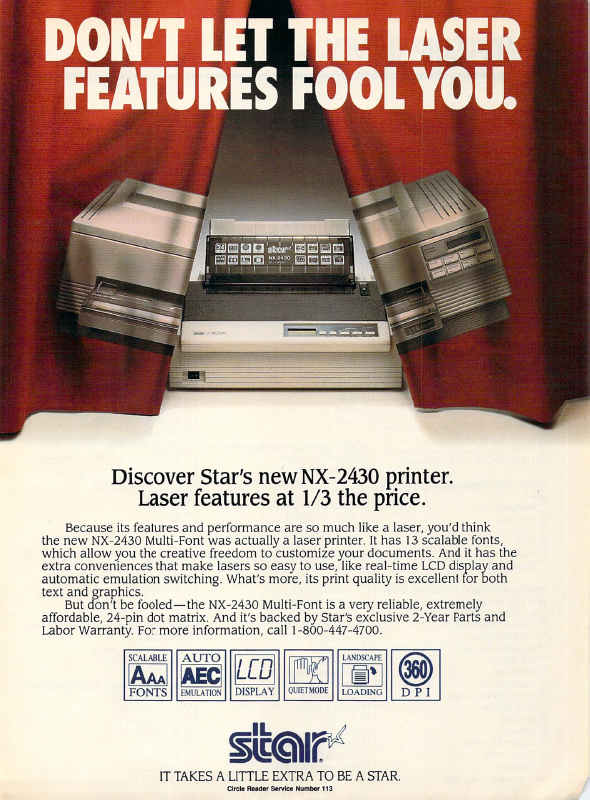 DON'T LET THE LASER
FEATURES FOOL YOU.
star
NX-2430
Discover Star's new NX-2430 printer.
Laser features at 1/3 the price.
Because its features and performance are so much like a laser, you'd think
the new NX-2430 Multi-Font was actually a laser printer. It has 13 scalable fonts,
which allow you the creative freedom to customize your documents. And it has the
extra conveniences that make lasers so easy to use, like real-time LCD display and
automatic emulation switching. What's more, its print quality is excellent for both
text and graphics.
But don't be fooled—the NX-2430 Multi-Font is a very reliable, extremely
affordable, 24-pin dot matrix. And it's backed by Star's exclusive 2-Year Parts and
Labor Warranty. For more information, call 1-800-447-4700.
SCALABLE
AAA
FONTS
AUTO
AEC
EMULATION
LCD
DISPLAY
QUIET MODE
LANDSCAPE
LOADING
360
DPI
star
IT TAKES A LITTLE EXTRA TO BE A STAR.
Circle Reader Service Number 113